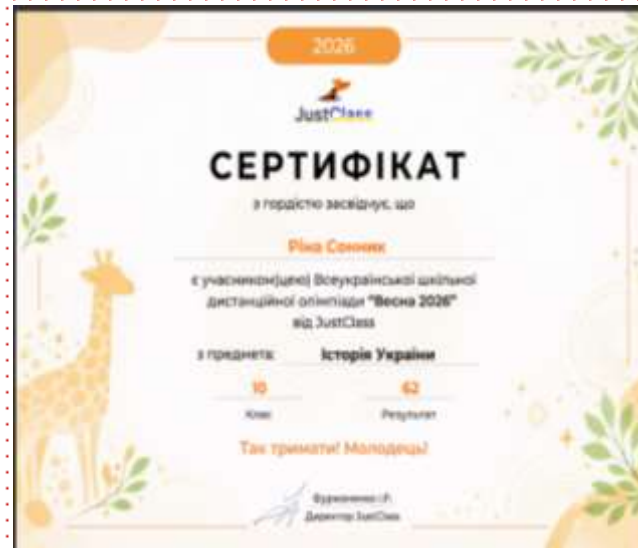 2026
JustClass
СЕРТИФІКАТ
з гордістю засвідчує, що
Ріна Сонник
є учасником(цею) Всеукраїнської шкільної
дистанційної олімпіади "Весна 2026"
від JustClass
з предмета: Історія України
10 62
Клас Результат
Так тримати! Молодець!
І.Р.
Директор JustClass